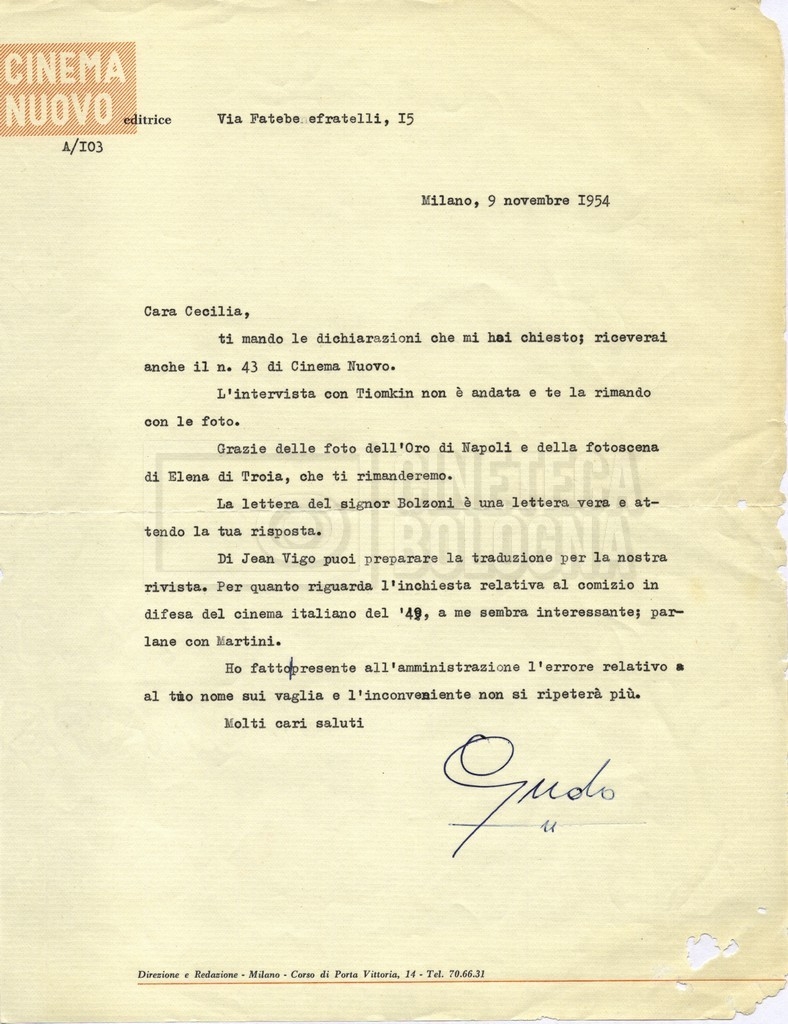 CINEMA
NUOVO
editrice Via Fatebenefratelli, I5
A/I03
Milano, 9 novembre I954
Cara Cecilia,
ti mando le dichiarazioni che mi hai chiesto; riceverai
anche il n. 43 di Cinema Nuovo.
L'intervista con Tiomkin non è andata e te la rimando
con le foto.
Grazie delle foto dell'Oro di Napoli e della fotoscena
di Elena di Troia, che ti rimanderemo.
La lettera del signor Bolzoni è una lettera vera e at-
tendo la tua risposta.
Di Jean Vigo puoi preparare la traduzione per la nostra
rivista. Per quanto riguarda l'inchiesta relativa al comizio in
difesa del cinema italiano del '49, a me sembra interessante; par-
lane con Martini.
Ho fatto|presente all'amministrazione l'errore relativo a
al tuo nome sui vaglia e l'inconveniente non si ripeterà più.
Molti cari saluti
Guido
CINETECA
BOLOGNA
Direzione e Redazione - Milano - Corso di Porta Vittoria, 14 - Tel. 70.66.31